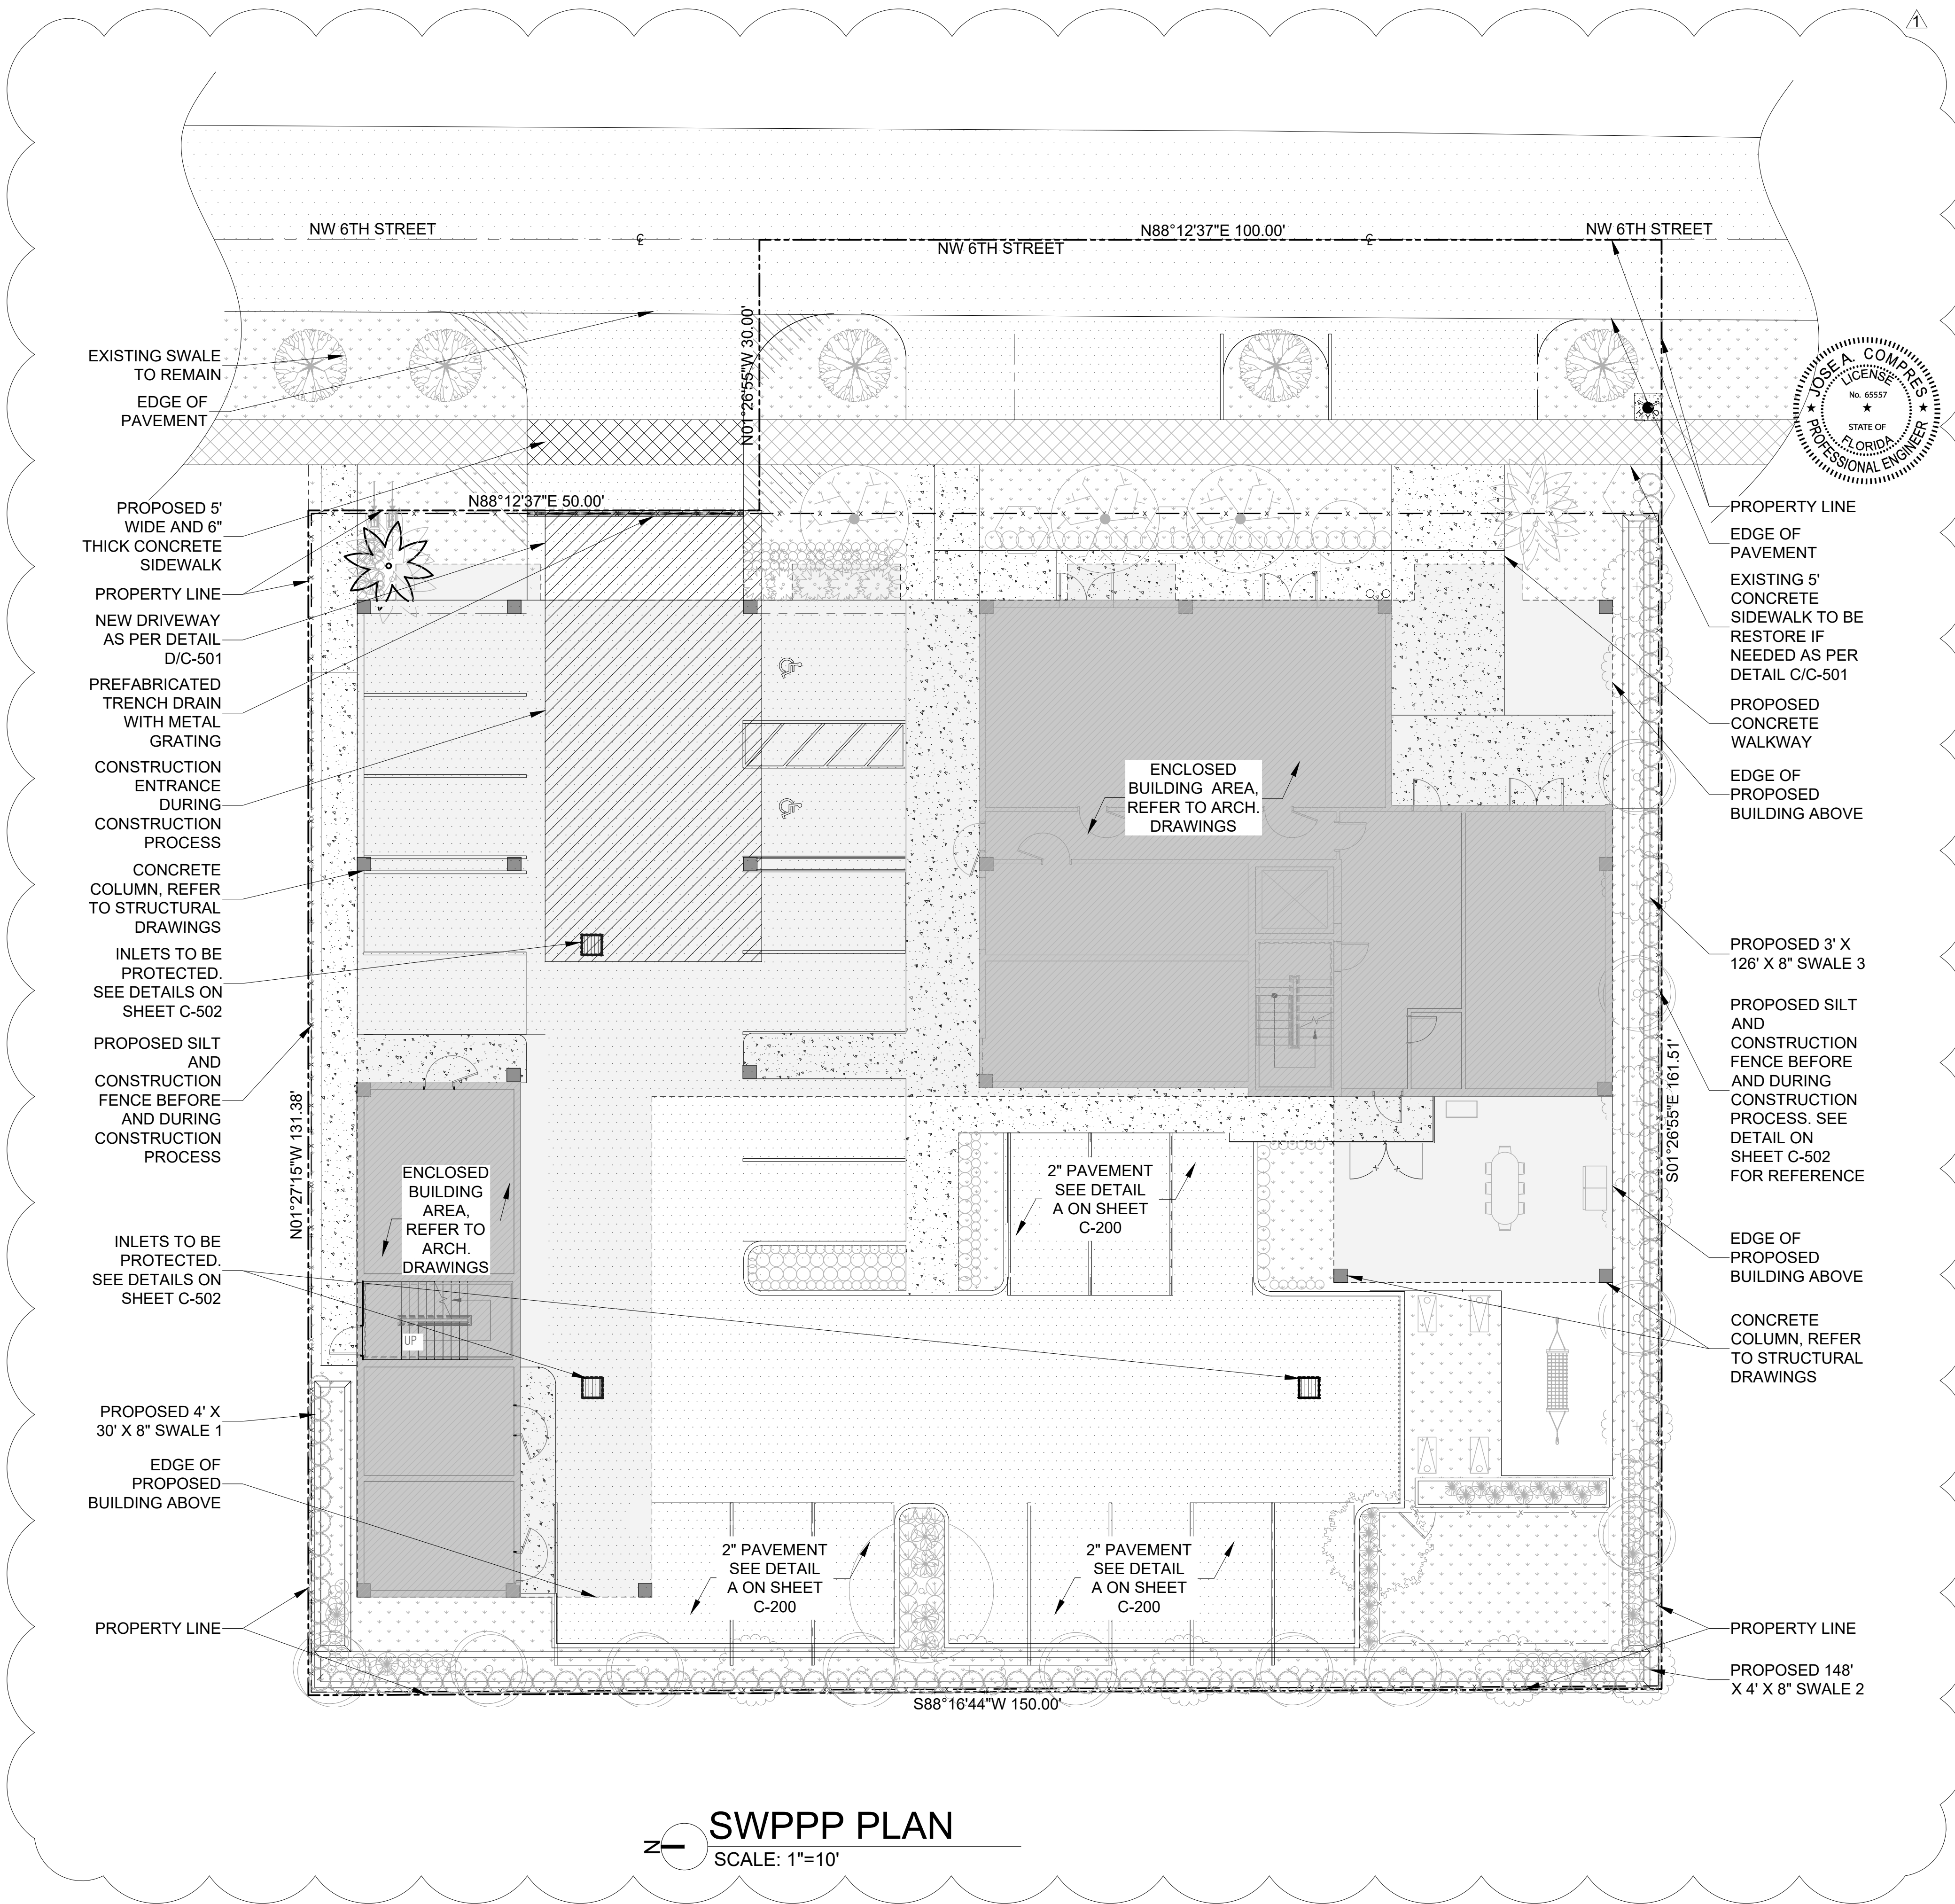 1
NW 6TH STREET
N88°12'37"E 100.00'
NW 6TH STREET
NW 6TH STREET
N01°26'55"W 30.00'
EXISTING SWALE
TO REMAIN
EDGE OF
PAVEMENT
PROPOSED 5'
WIDE AND 6"
THICK CONCRETE
SIDEWALK
PROPERTY LINE
NEW DRIVEWAY
AS PER DETAIL
D/C-501
PREFABRICATED
TRENCH DRAIN
WITH METAL
GRATING
CONSTRUCTION
ENTRANCE
DURING
CONSTRUCTION
PROCESS
CONCRETE
COLUMN, REFER
TO STRUCTURAL
DRAWINGS
INLETS TO BE
PROTECTED.
SEE DETAILS ON
SHEET C-502
PROPOSED SILT
AND
CONSTRUCTION
FENCE BEFORE
AND DURING
CONSTRUCTION
PROCESS
INLETS TO BE
PROTECTED.
SEE DETAILS ON
SHEET C-502
PROPOSED 4' X
30' X 8" SWALE 1
EDGE OF
PROPOSED
BUILDING ABOVE
PROPERTY LINE
N88°12'37"E 50.00'
N01°27'15"W 131.38'
ENCLOSED
BUILDING AREA,
REFER TO ARCH.
DRAWINGS
ENCLOSED
BUILDING
AREA,
REFER TO
ARCH.
DRAWINGS
UP
2" PAVEMENT
SEE DETAIL
A ON SHEET
C-200
2" PAVEMENT
SEE DETAIL
A ON SHEET
C-200
2" PAVEMENT
SEE DETAIL
A ON SHEET
C-200
S88°16'44"W 150.00'
S01°26'55"E 161.51'
JOSE A. COMPRES
LICENSE
No. 65557
STATE OF
FLORIDA
PROFESSIONAL ENGINEER
PROPERTY LINE
EDGE OF
PAVEMENT
EXISTING 5'
CONCRETE
SIDEWALK TO BE
RESTORE IF
NEEDED AS PER
DETAIL C/C-501
PROPOSED
CONCRETE
WALKWAY
EDGE OF
PROPOSED
BUILDING ABOVE
PROPOSED 3' X
126' X 8" SWALE 3
PROPOSED SILT
AND
CONSTRUCTION
FENCE BEFORE
AND DURING
CONSTRUCTION
PROCESS. SEE
DETAIL ON
SHEET C-502
FOR REFERENCE
EDGE OF
PROPOSED
BUILDING ABOVE
CONCRETE
COLUMN, REFER
TO STRUCTURAL
DRAWINGS
PROPERTY LINE
PROPOSED 148'
X 4' X 8" SWALE 2
N
SWPPP PLAN
SCALE: 1"=10'